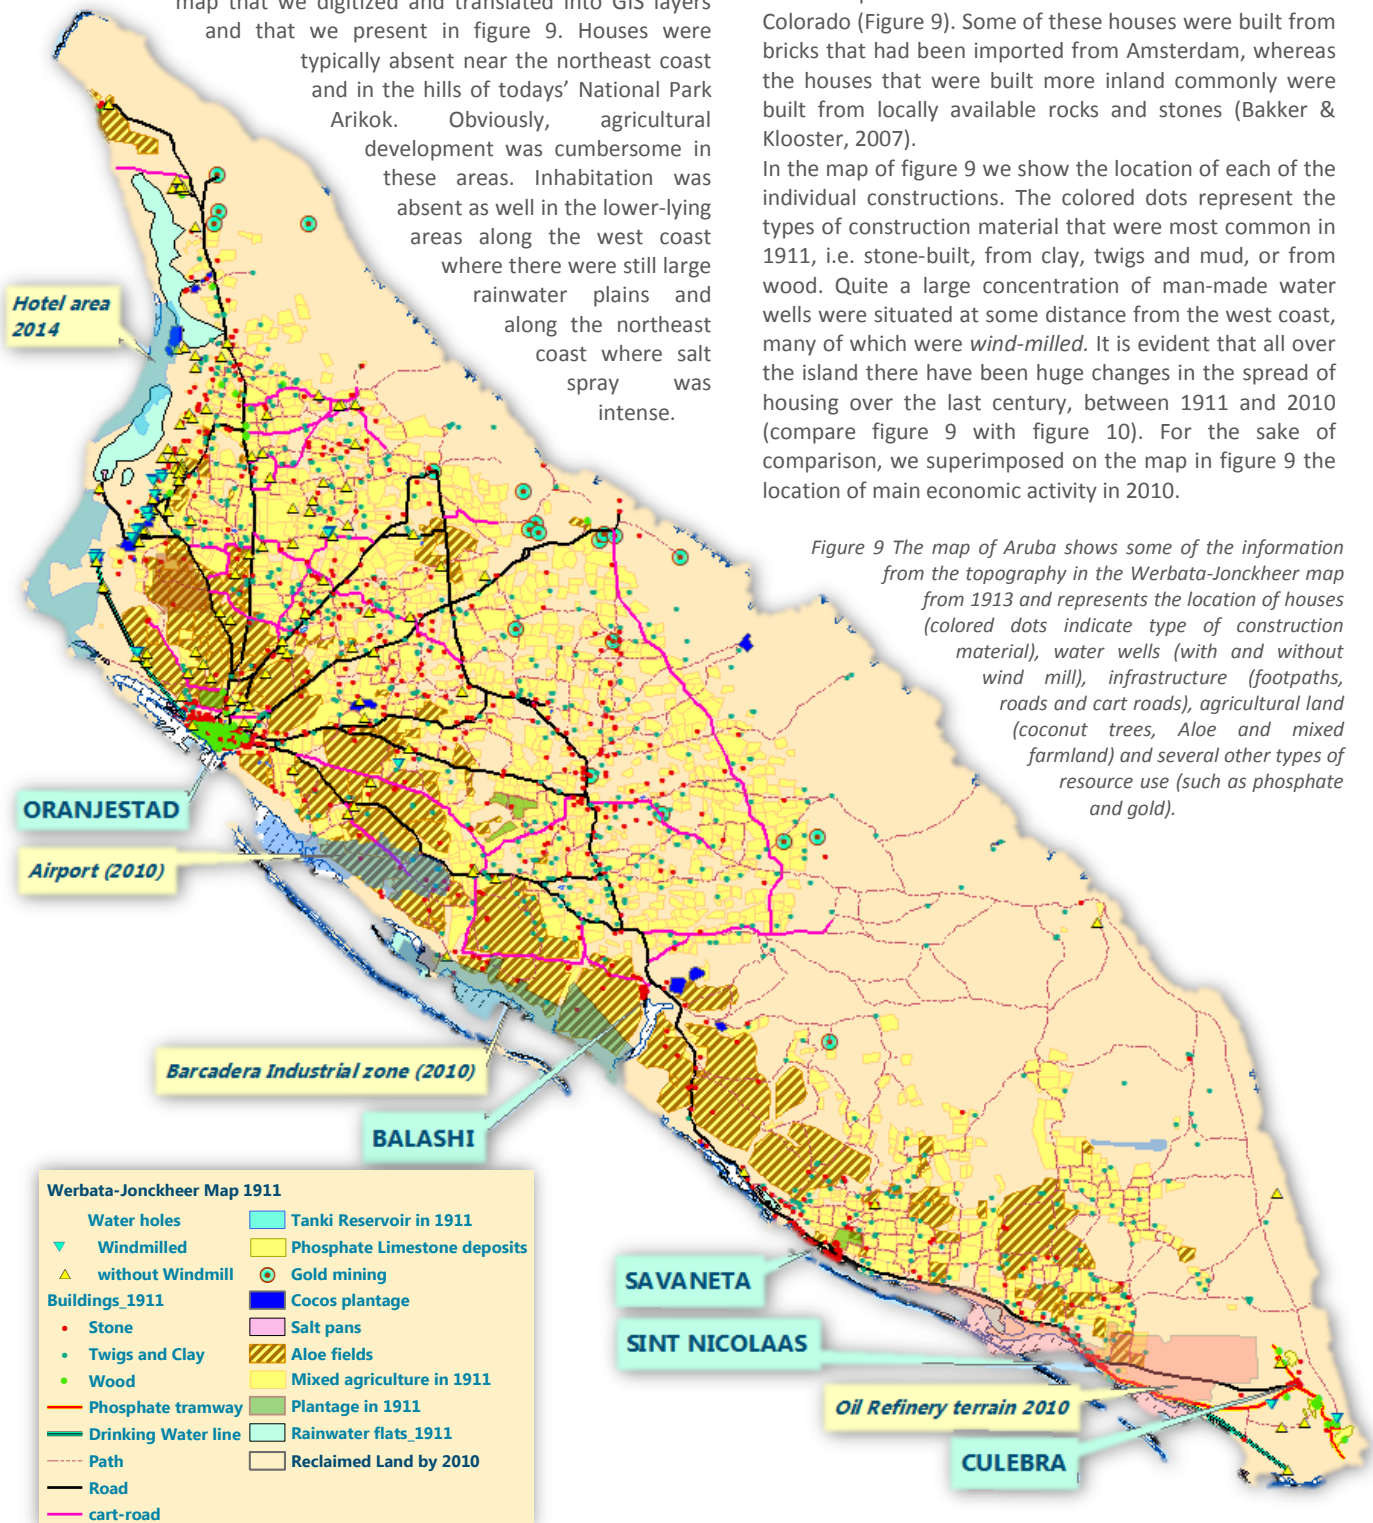 map that we digitized and translated into GIS layers
and that we present in figure 9. Houses were
typically absent near the northeast coast
and in the hills of todays' National Park
Arikok. Obviously, agricultural
development was cumbersome in
these areas. Inhabitation was
absent as well in the lower-lying
areas along the west coast
where there were still large
rainwater plains and
along the northeast
coast where salt
spray was
intense.
Colorado (Figure 9). Some of these houses were built from
bricks that had been imported from Amsterdam, whereas
the houses that were built more inland commonly were
built from locally available rocks and stones (Bakker &
Klooster, 2007).
In the map of figure 9 we show the location of each of the
individual constructions. The colored dots represent the
types of construction material that were most common in
1911, i.e. stone-built, from clay, twigs and mud, or from
wood. Quite a large concentration of man-made water
wells were situated at some distance from the west coast,
many of which were wind-milled. It is evident that all over
the island there have been huge changes in the spread of
housing over the last century, between 1911 and 2010
(compare figure 9 with figure 10). For the sake of
comparison, we superimposed on the map in figure 9 the
location of main economic activity in 2010.
Figure 9 The map of Aruba shows some of the information
from the topography in the Werbata-Jonckheer map
from 1913 and represents the location of houses
(colored dots indicate type of construction
material), water wells (with and without
wind mill), infrastructure (footpaths,
roads and cart roads), agricultural land
(coconut trees, Aloe and mixed
farmland) and several other types of
resource use (such as phosphate
and gold).
Hotel area
2014
ORANJESTAD
Airport (2010)
Barcadera Industrial zone (2010)
BALASHI
SAVANETA
SINT NICOLAAS
Oil Refinery terrain 2010
CULEBRA
Werbata-Jonckheer Map 1911
Water holes
Windmilled
without Windmill
Buildings_1911
Stone
Twigs and Clay
Wood
Phosphate tramway
Drinking Water line
Path
Road
cart-road
Tanki Reservoir in 1911
Phosphate Limestone deposits
Gold mining
Cocos plantage
Salt pans
Aloe fields
Mixed agriculture in 1911
Plantage in 1911
Rainwater flats_1911
Reclaimed Land by 2010